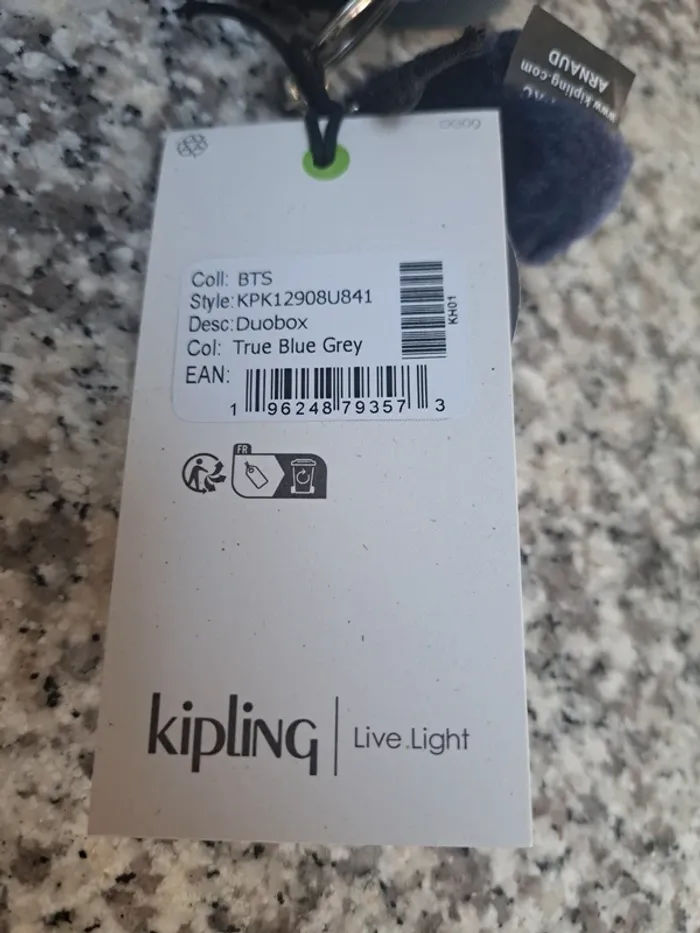 www.kipling.com
ARNAUD
Coll: BTS
Style:KPK12908U841
Desc:Duobox
Col: True Blue Grey
KH01
EAN:
1 96248 79357 3
FR
kipling | Live.Light